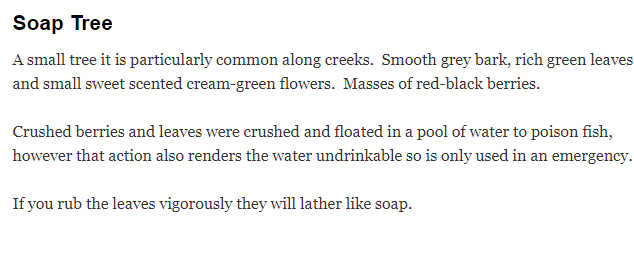 Soap Tree
A small tree it is particularly common along creeks.  Smooth grey bark, rich green leaves
and small sweet scented cream-green flowers.  Masses of red-black berries.
Crushed berries and leaves were crushed and floated in a pool of water to poison fish,
however that action also renders the water undrinkable so is only used in an emergency.
If you rub the leaves vigorously they will lather like soap.